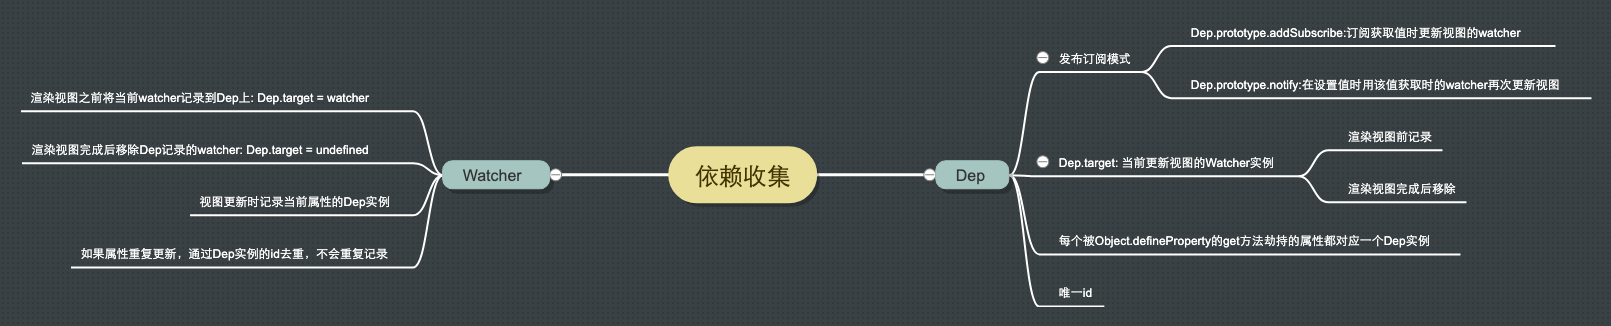 依赖收集
Watcher
渲染视图之前将当前watcher记录到Dep上: Dep.target = watcher
渲染视图完成后移除Dep记录的watcher: Dep.target = undefined
视图更新时记录当前属性的Dep实例
如果属性重复更新，通过Dep实例的id去重，不会重复记录
Dep
发布订阅模式
Dep.prototype.addSubscribe:订阅获取值时更新视图的watcher
Dep.prototype.notify:在设置值时用该值获取时的watcher再次更新视图
Dep.target: 当前更新视图的Watcher实例
渲染视图前记录
渲染视图完成后移除
每个被Object.defineProperty的get方法劫持的属性都对应一个Dep实例
唯一id